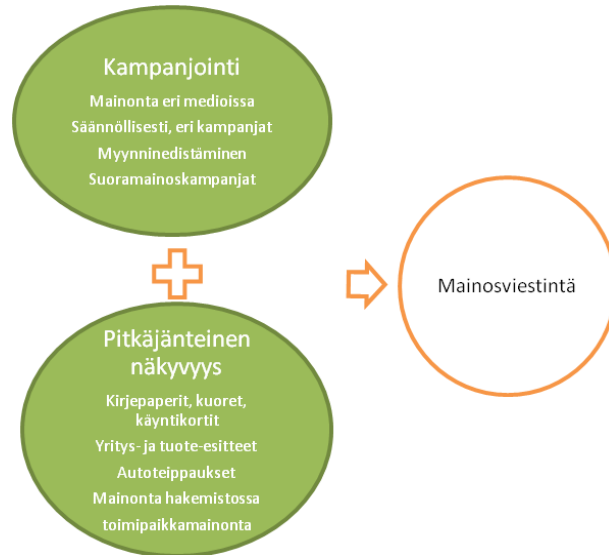 Kampanjointi
Mainonta eri medioissa
Säännöllisesti, eri kampanjat
Myynninedistäminen
Suoramainoskampanjat
Pitkäjänteinen
näkyvyys
Kirjepaperit, kuoret,
käyntikortit
Yritys- ja tuote-esitteet
Autoteippaukset
Mainonta hakemistossa
toimipaikkamainonta
Mainosviestintä